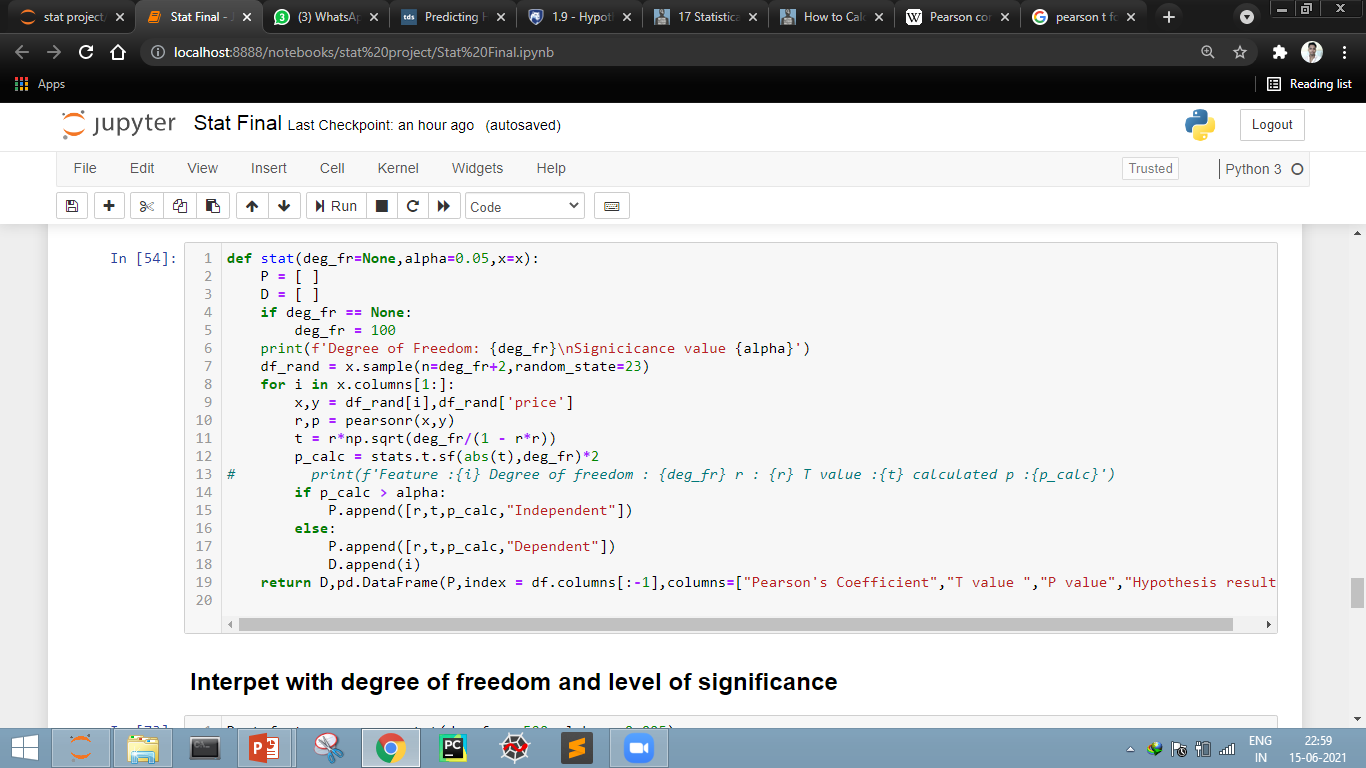 stat project
Stat Final - J
(3) WhatsAp
tds Predicting H
1.9 - Hypoth
17 Statistica
How to Calc
W Pearson cor
pearson t fo
localhost:8888/notebooks/stat%20project/Stat%20Final.ipynb
Apps
Reading list
jupyter Stat Final Last Checkpoint: an hour ago (autosaved)
Logout
File Edit View Insert Cell Kernel Widgets Help
Trusted
Python 3
Run
Code
In [54]:
1 def stat(deg_fr=None,alpha=0.05,x=x):
2     P = [ ]
3     D = [ ]
4     if deg_fr == None:
5         deg_fr = 100
6     print(f'Degree of Freedom: {deg_fr}\nSignicicance value {alpha}')
7     df_rand = x.sample(n=deg_fr+2,random_state=23)
8     for i in x.columns[1:]:
9         x,y = df_rand[i],df_rand['price']
10         r,p = pearsonr(x,y)
11         t = r*np.sqrt(deg_fr/(1 - r*r))
12         p_calc = stats.t.sf(abs(t),deg_fr)*2
13 #         print(f'Feature :{i} Degree of freedom : {deg_fr} r : {r} T value :{t} calculated p :{p_calc}')
14         if p_calc > alpha:
15             P.append([r,t,p_calc,"Independent"])
16         else:
17             P.append([r,t,p_calc,"Dependent"])
18             D.append(i)
19     return D,pd.DataFrame(P,index = df.columns[:-1],columns=["Pearson's Coefficient","T value ","P value","Hypothesis result
20
Interpet with degree of freedom and level of significance
ENG
IN
22:59
15-06-2021